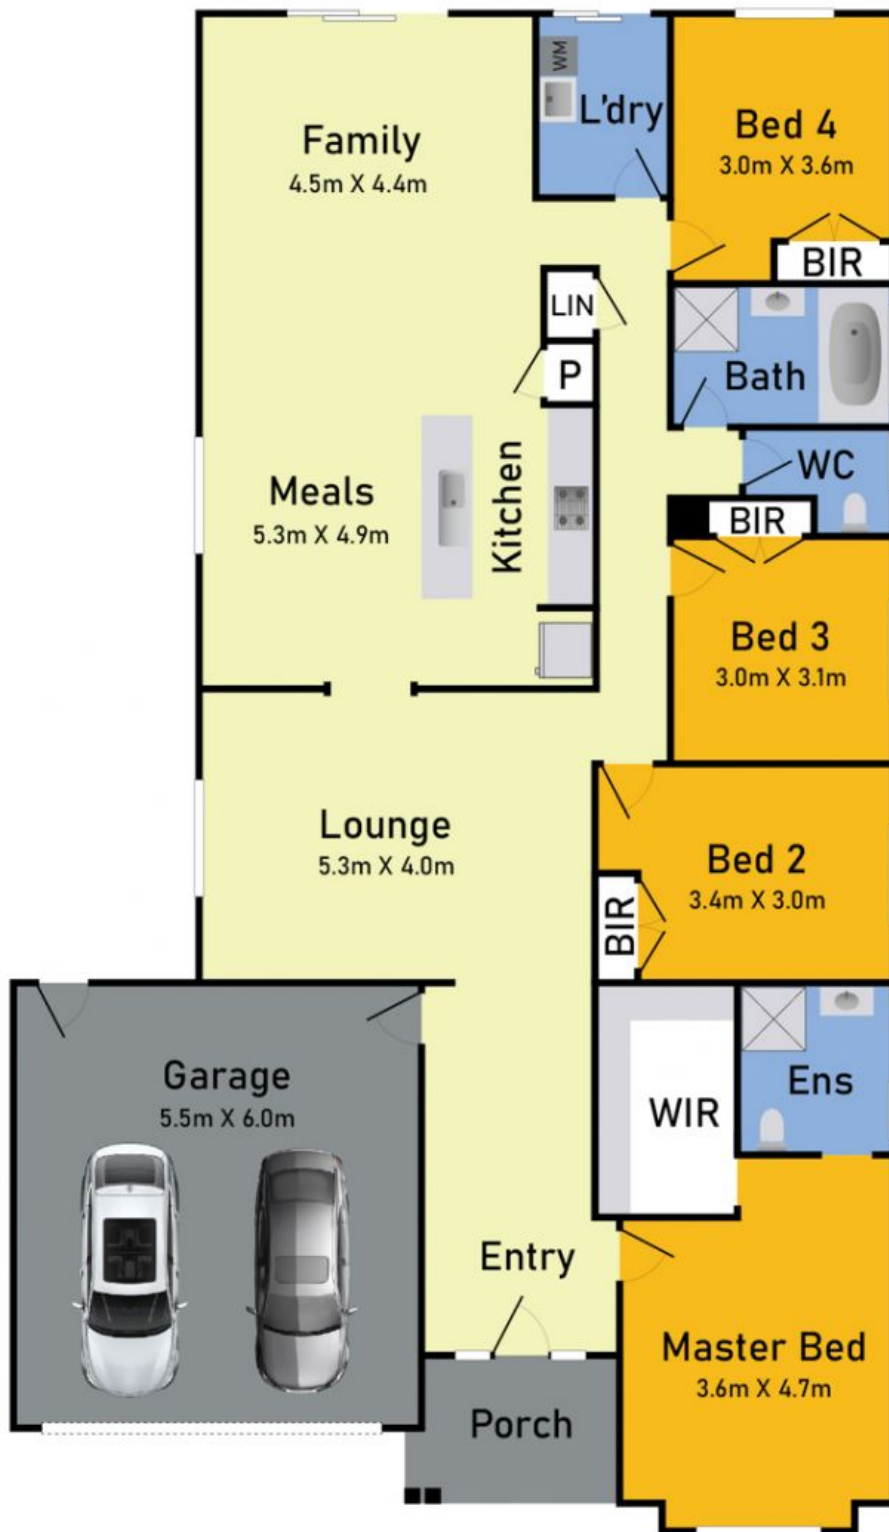 WM
L'dry
Family
4.5m X 4.4m
Bed 4
3.0m X 3.6m
BIR
LIN
P
Bath
Meals
5.3m X 4.9m
Kitchen
WC
BIR
Bed 3
3.0m X 3.1m
Lounge
5.3m X 4.0m
Bed 2
3.4m X 3.0m
BIR
Garage
5.5m X 6.0m
WIR
Ens
Entry
Master Bed
3.6m X 4.7m
Porch